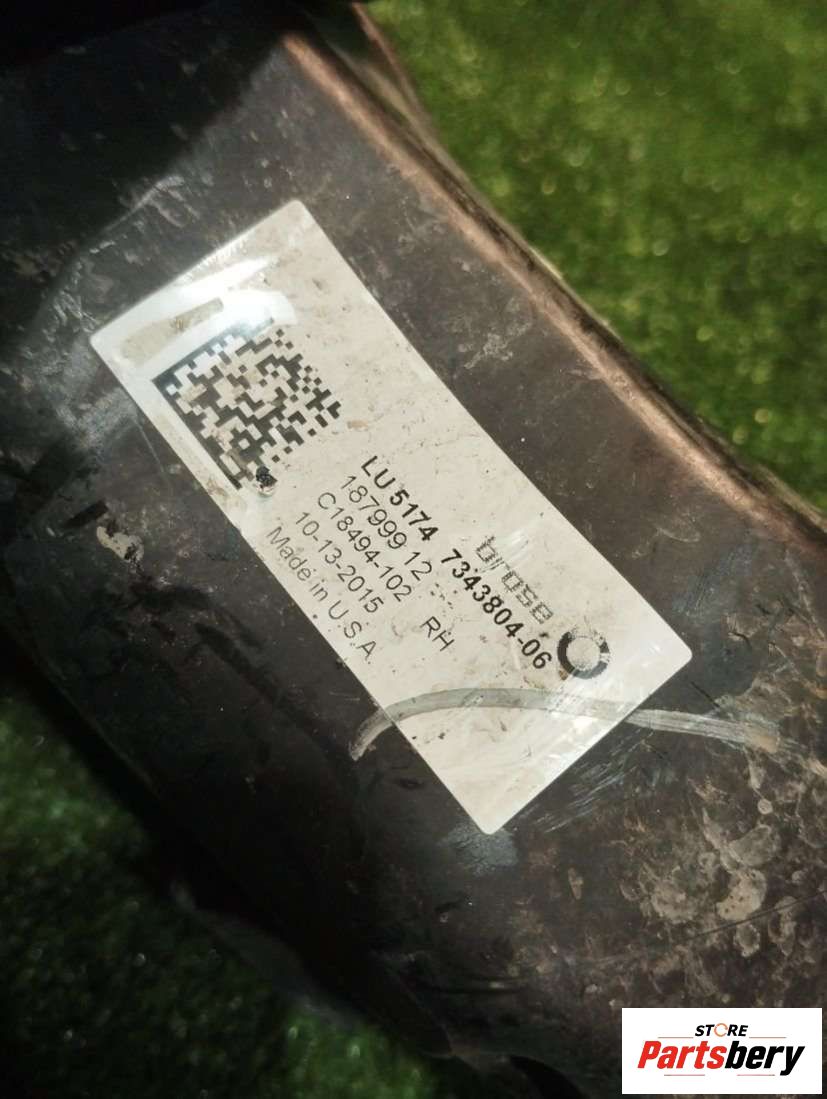 brose
LU 5174 7343804-06
187999 12 ---
C18494-102 RH
10-13-2015
Made in U.S.A.
STORE
Partsbery